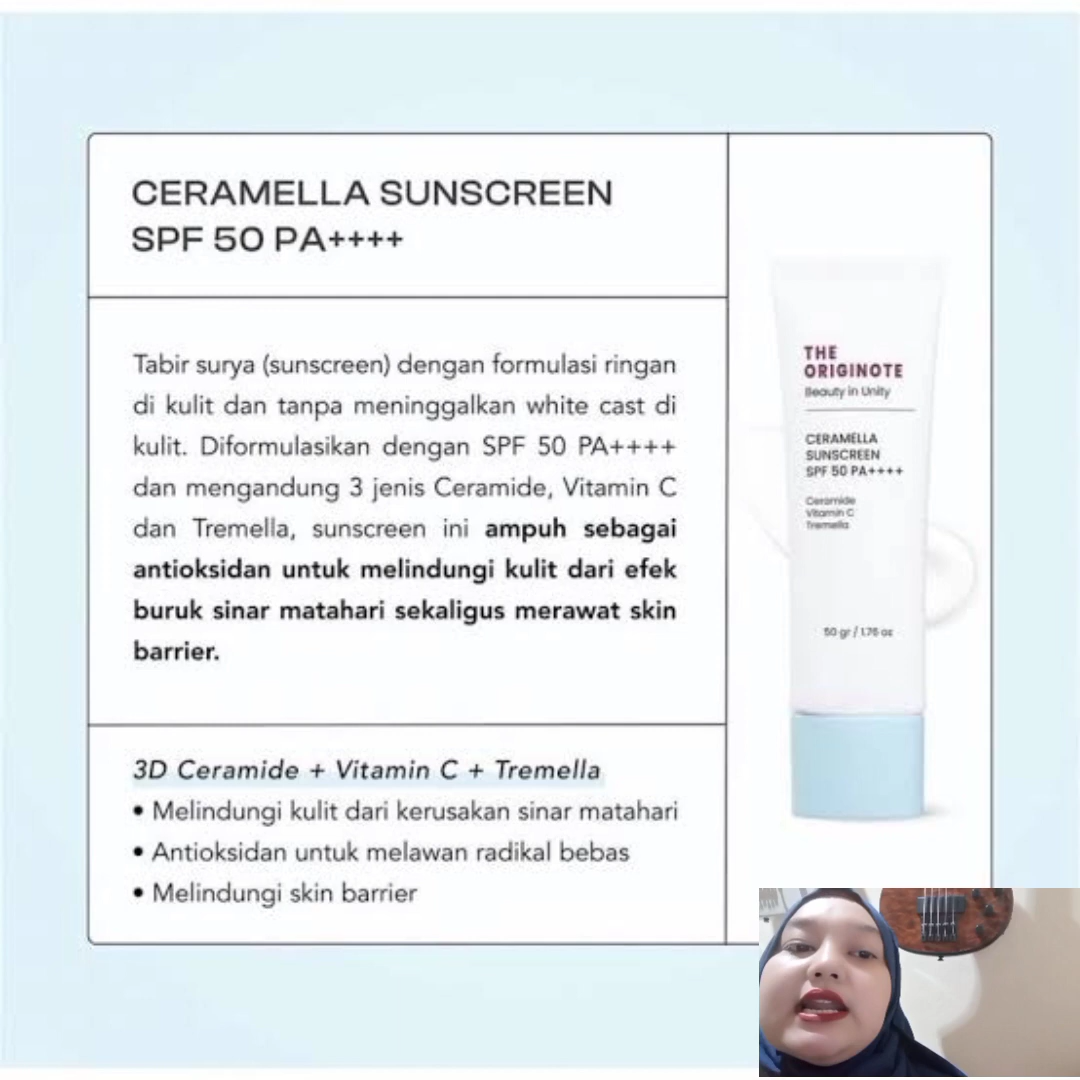 CERAMELLA SUNSCREEN
SPF 50 PA++++
Tabir surya (sunscreen) dengan formulasi ringan
di kulit dan tanpa meninggalkan white cast di
kulit. Diformulasikan dengan SPF 50 PA++++
dan mengandung 3 jenis Ceramide, Vitamin C
dan Tremella, sunscreen ini ampuh sebagai
antioksidan untuk melindungi kulit dari efek
buruk sinar matahari sekaligus merawat skin
barrier.
3D Ceramide + Vitamin C + Tremella
• Melindungi kulit dari kerusakan sinar matahari
• Antioksidan untuk melawan radikal bebas
• Melindungi skin barrier
THE
ORIGINOTE
Beauty in Unity
CERAMELLA
SUNSCREEN
SPF 50 PA++++
Ceramide
Vitamin C
Tremella
50 gr / 1.76 oz